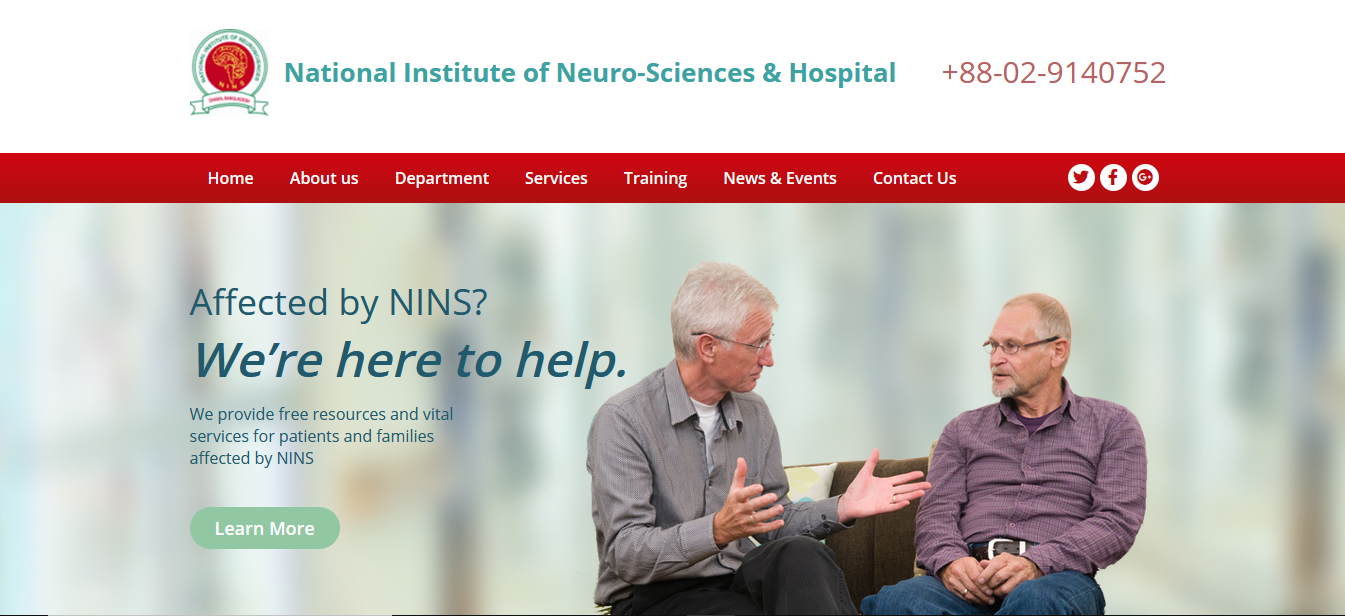 NATIONAL INSTITUTE OF NEUROSCIENCES
NINS
DHAKA, BANGLADESH
National Institute of Neuro-Sciences & Hospital
+88-02-9140752
Home About us Department Services Training News & Events Contact Us
Affected by NINS?
We're here to help.
We provide free resources and vital
services for patients and families
affected by NINS
Learn More